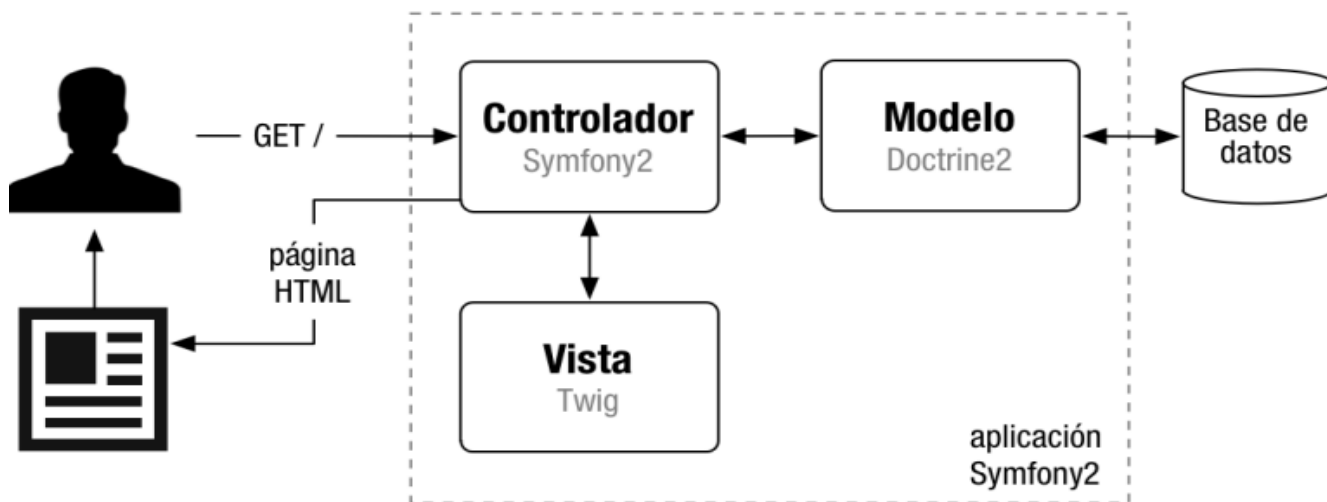 GET /
Controlador
Symfony2
Modelo
Doctrine2
Base de
datos
página
HTML
Vista
Twig
aplicación
Symfony2